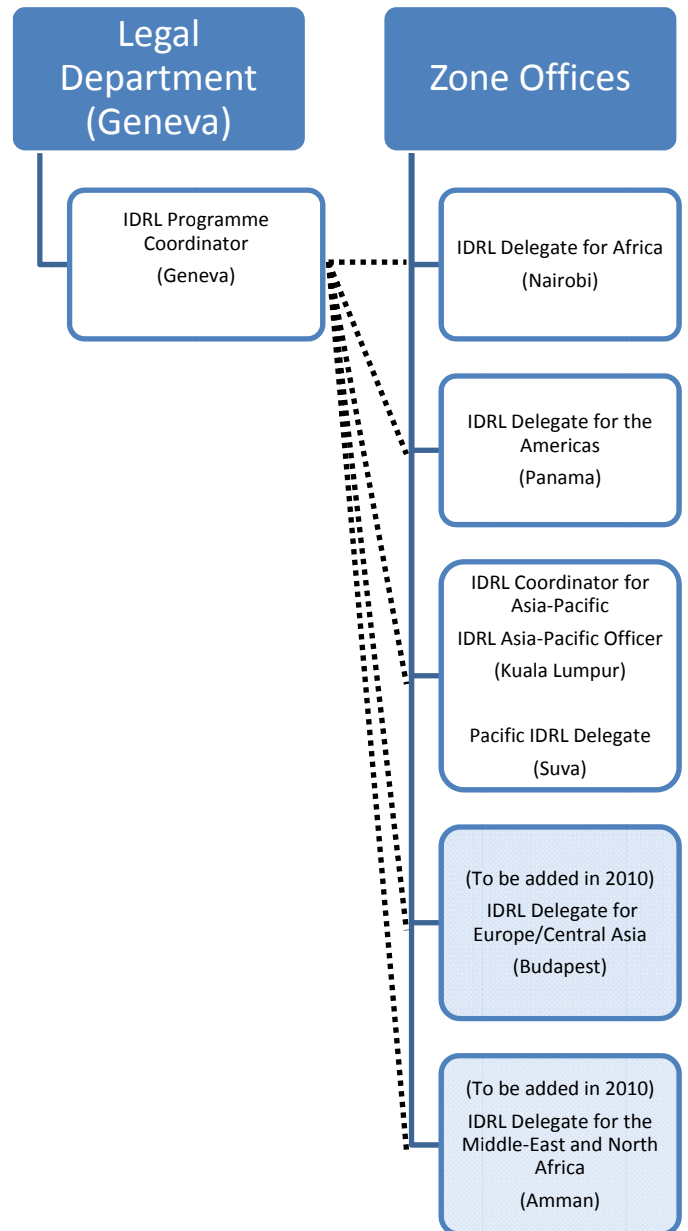 Legal
Department
(Geneva)
Zone Offices
IDRL Programme
Coordinator
(Geneva)
IDRL Delegate for Africa
(Nairobi)
IDRL Delegate for the
Americas
(Panama)
IDRL Coordinator for
Asia-Pacific
IDRL Asia-Pacific Officer
(Kuala Lumpur)
Pacific IDRL Delegate
(Suva)
(To be added in 2010)
IDRL Delegate for
Europe/Central Asia
(Budapest)
(To be added in 2010)
IDRL Delegate for the
Middle-East and North
Africa
(Amman)